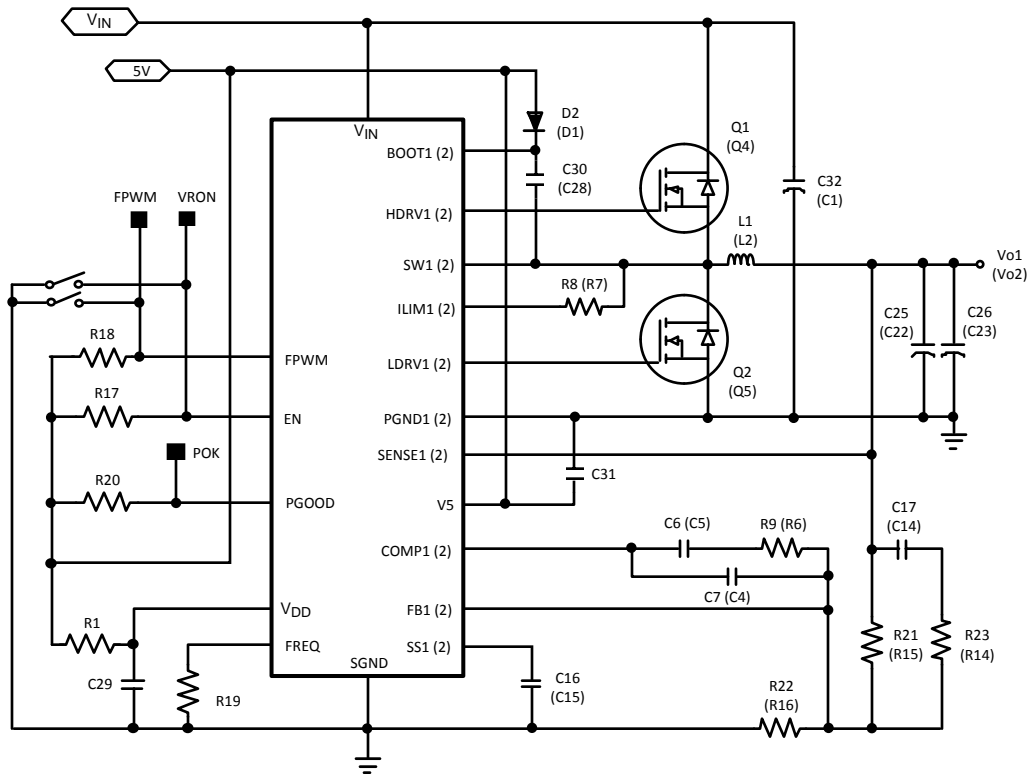 VIN
5V
VIN
D2
(D1)
BOOT1 (2)
Q1
(Q4)
C30
(C28)
C32
(C1)
FPWM
VRON
HDRV1 (2)
L1
(L2)
SW1 (2)
Vo1
(Vo2)
R8 (R7)
ILIM1 (2)
C25
(C22)
C26
(C23)
R18
FPWM
LDRV1 (2)
Q2
(Q5)
R17
EN
PGND1 (2)
POK
SENSE1 (2)
C31
R20
PGOOD
V5
C17
(C14)
C6 (C5)
R9 (R6)
COMP1 (2)
C7 (C4)
VDD
FB1 (2)
R1
R21
(R15)
R23
(R14)
FREQ
SS1 (2)
SGND
C29
R19
C16
(C15)
R22
(R16)